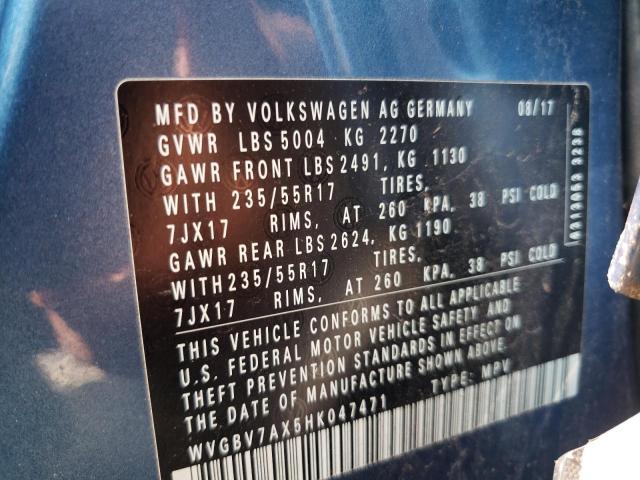 MFD BY VOLKSWAGEN AG GERMANY 08/17
GVWR LBS 5004 KG 2270
GAWR FRONT LBS 2491, KG 1130
WITH 235/55R17 TIRES,
7JX17 RIMS, AT 260 KPA, 38 PSI COLD
GAWR REAR LBS 2624, KG 1190
WITH 235/55R17 TIRES,
7JX17 RIMS, AT 260 KPA, 38 PSI COLD
THIS VEHICLE CONFORMS TO ALL APPLICABLE
U.S. FEDERAL MOTOR VEHICLE SAFETY AND
THEFT PREVENTION STANDARDS IN EFFECT ON
THE DATE OF MANUFACTURE SHOWN ABOVE.
WVGBV7AX5HK047471 TYPE: MPV